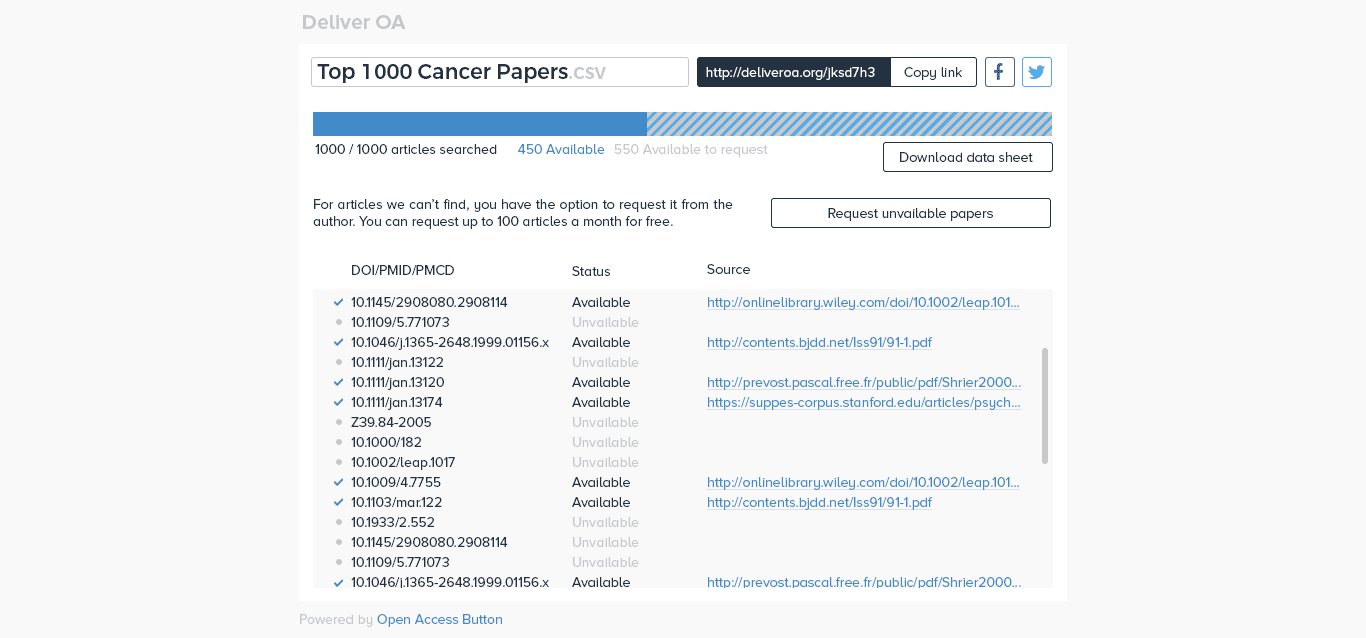 Deliver OA
Top 1000 Cancer Papers.csv
http://deliveroa.org/jksd7h3 Copy link
1000 / 1000 articles searched 450 Available 550 Available to request
Download data sheet
For articles we can't find, you have the option to request it from the
author. You can request up to 100 articles a month for free.
Request unvailable papers
DOI/PMID/PMCD Status Source
10.1145/2908080.2908114 Available http://onlinelibrary.wiley.com/doi/10.1002/leap.101...
10.1109/5.771073 Unvailable
10.1046/j.1365-2648.1999.01156.x Available http://contents.bjdd.net/Iss91/91-1.pdf
10.1111/jan.13122 Unvailable
10.1111/jan.13120 Available http://prevost.pascal.free.fr/public/pdf/Shrier2000...
10.1111/jan.13174 Available https://suppes-corpus.stanford.edu/articles/psych...
Z39.84-2005 Unvailable
10.1000/182 Unvailable
10.1002/leap.1017 Unvailable
10.1009/4.7755 Available http://onlinelibrary.wiley.com/doi/10.1002/leap.101...
10.1103/mar.122 Available http://contents.bjdd.net/Iss91/91-1.pdf
10.1933/2.552 Unvailable
10.1145/2908080.2908114 Unvailable
10.1109/5.771073 Unvailable
10.1046/j.1365-2648.1999.01156.x Available http://prevost.pascal.free.fr/public/pdf/Shrier2000...
Powered by Open Access Button